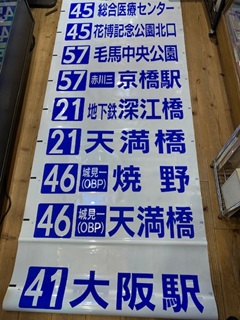 45 総合医療センター
45 花博記念公園北口
57 毛馬中央公園
57 赤川三 京橋駅
21 地下鉄深江橋
21 天満橋
46 城見一(OBP) 焼野
46 城見一(OBP) 天満橋
41 大阪駅